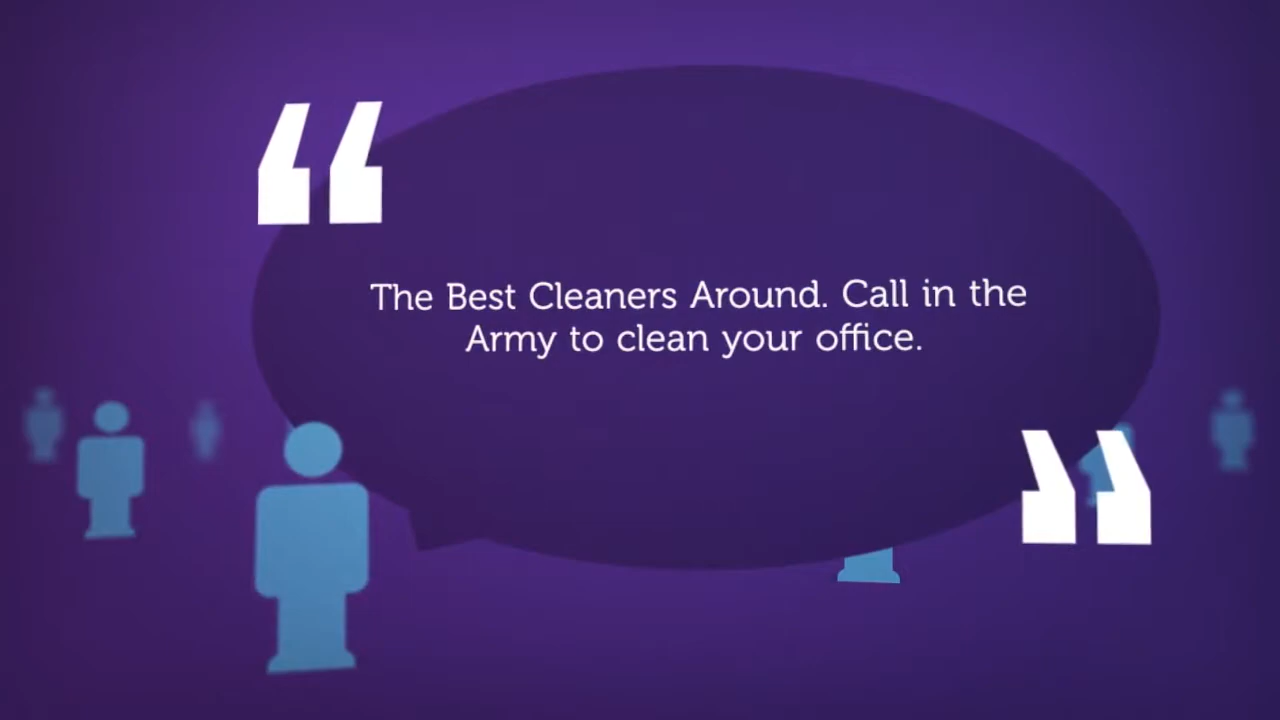 “
The Best Cleaners Around. Call in the
Army to clean your office.
”